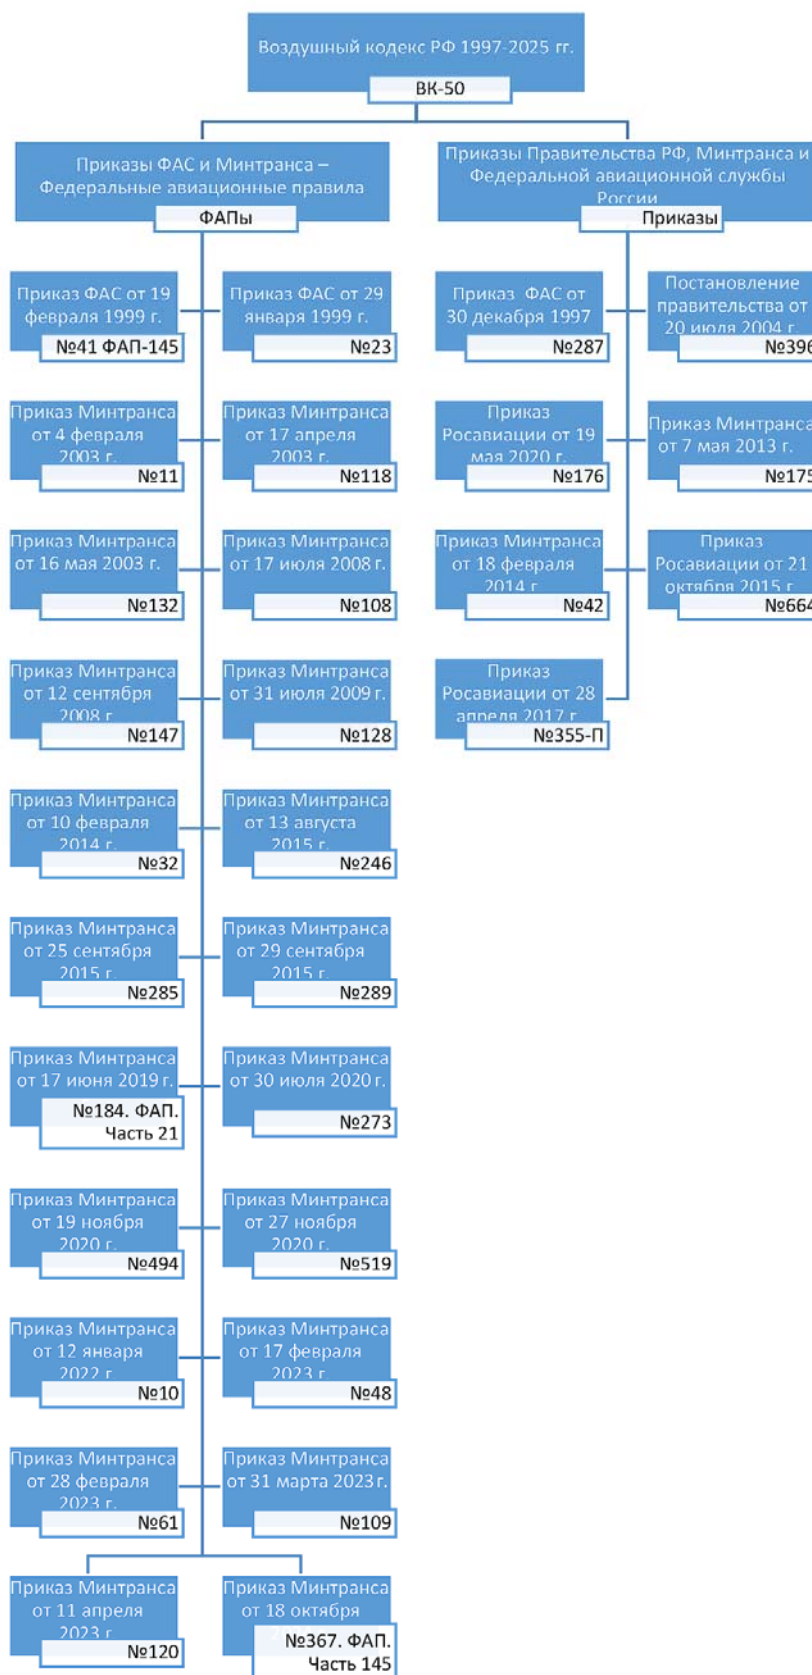 Воздушный кодекс РФ 1997-2025 гг.
ВК-50
Приказы ФАС и Минтранса –
Федеральные авиационные правила
ФАПы
Приказы Правительства РФ, Минтранса и
Федеральной авиационной службы
России
Приказы
Приказ ФАС от 19
февраля 1999 г.
№41 ФАП-145
Приказ ФАС от 29
января 1999 г.
№23
Приказ ФАС от
30 декабря 1997
№287
Постановление
правительства от
20 июля 2004 г.
№396
Приказ Минтранса
от 4 февраля
2003 г.
№11
Приказ Минтранса
от 17 апреля
2003 г.
№118
Приказ
Росавиации от 19
мая 2020 г.
№176
Приказ Минтранса
от 7 мая 2013 г.
№175
Приказ Минтранса
от 16 мая 2003 г.
№132
Приказ Минтранса
от 17 июля 2008 г.
№108
Приказ Минтранса
от 18 февраля
2014 г
№42
Приказ
Росавиации от 21
октября 2015 г.
№664
Приказ Минтранса
от 12 сентября
2008 г
№147
Приказ Минтранса
от 31 июля 2009 г.
№128
Приказ
Росавиации от 28
апреля 2017 г
№355-П
Приказ Минтранса
от 10 февраля
2014 г.
№32
Приказ Минтранса
от 13 августа
2015 г.
№246
Приказ Минтранса
от 25 сентября
2015 г.
№285
Приказ Минтранса
от 29 сентября
2015 г.
№289
Приказ Минтранса
от 17 июня 2019 г.
№184. ФАП.
Часть 21
Приказ Минтранса
от 30 июля 2020 г.
№273
Приказ Минтранса
от 19 ноября
2020 г.
№494
Приказ Минтранса
от 27 ноября
2020 г.
№519
Приказ Минтранса
от 12 января
2022 г
№10
Приказ Минтранса
от 17 февраля
2023 г.
№48
Приказ Минтранса
от 28 февраля
2023 г.
№61
Приказ Минтранса
от 31 марта 2023 г.
№109
Приказ Минтранса
от 11 апреля
2023 г.
№120
Приказ Минтранса
от 18 октября
№367. ФАП.
Часть 145